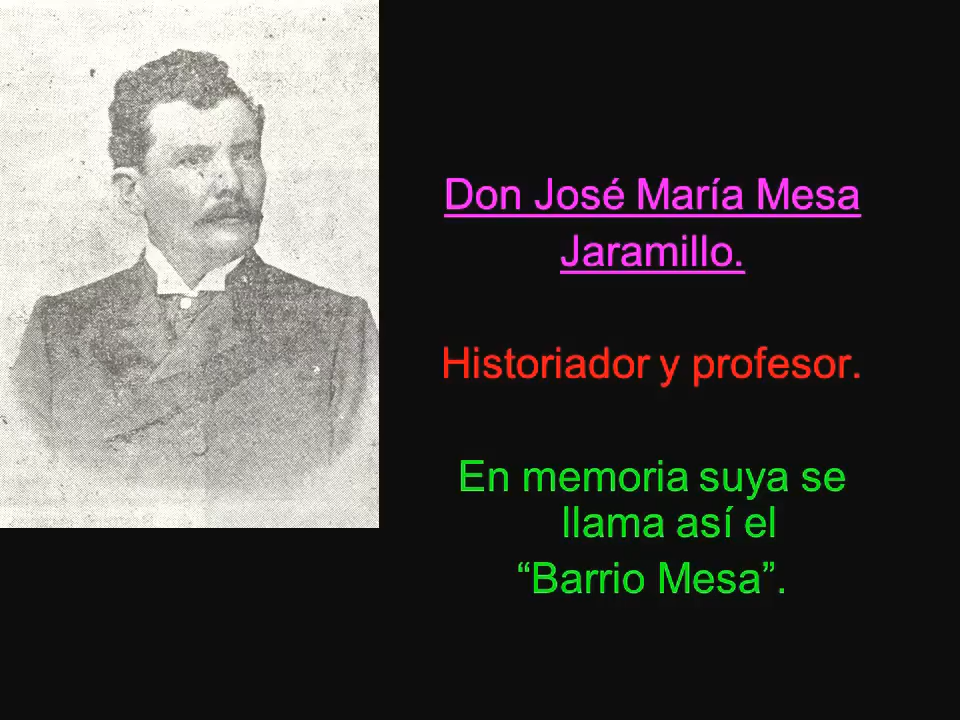 Don José María Mesa
Jaramillo.
Historiador y profesor.
En memoria suya se
llama así el
“Barrio Mesa”.